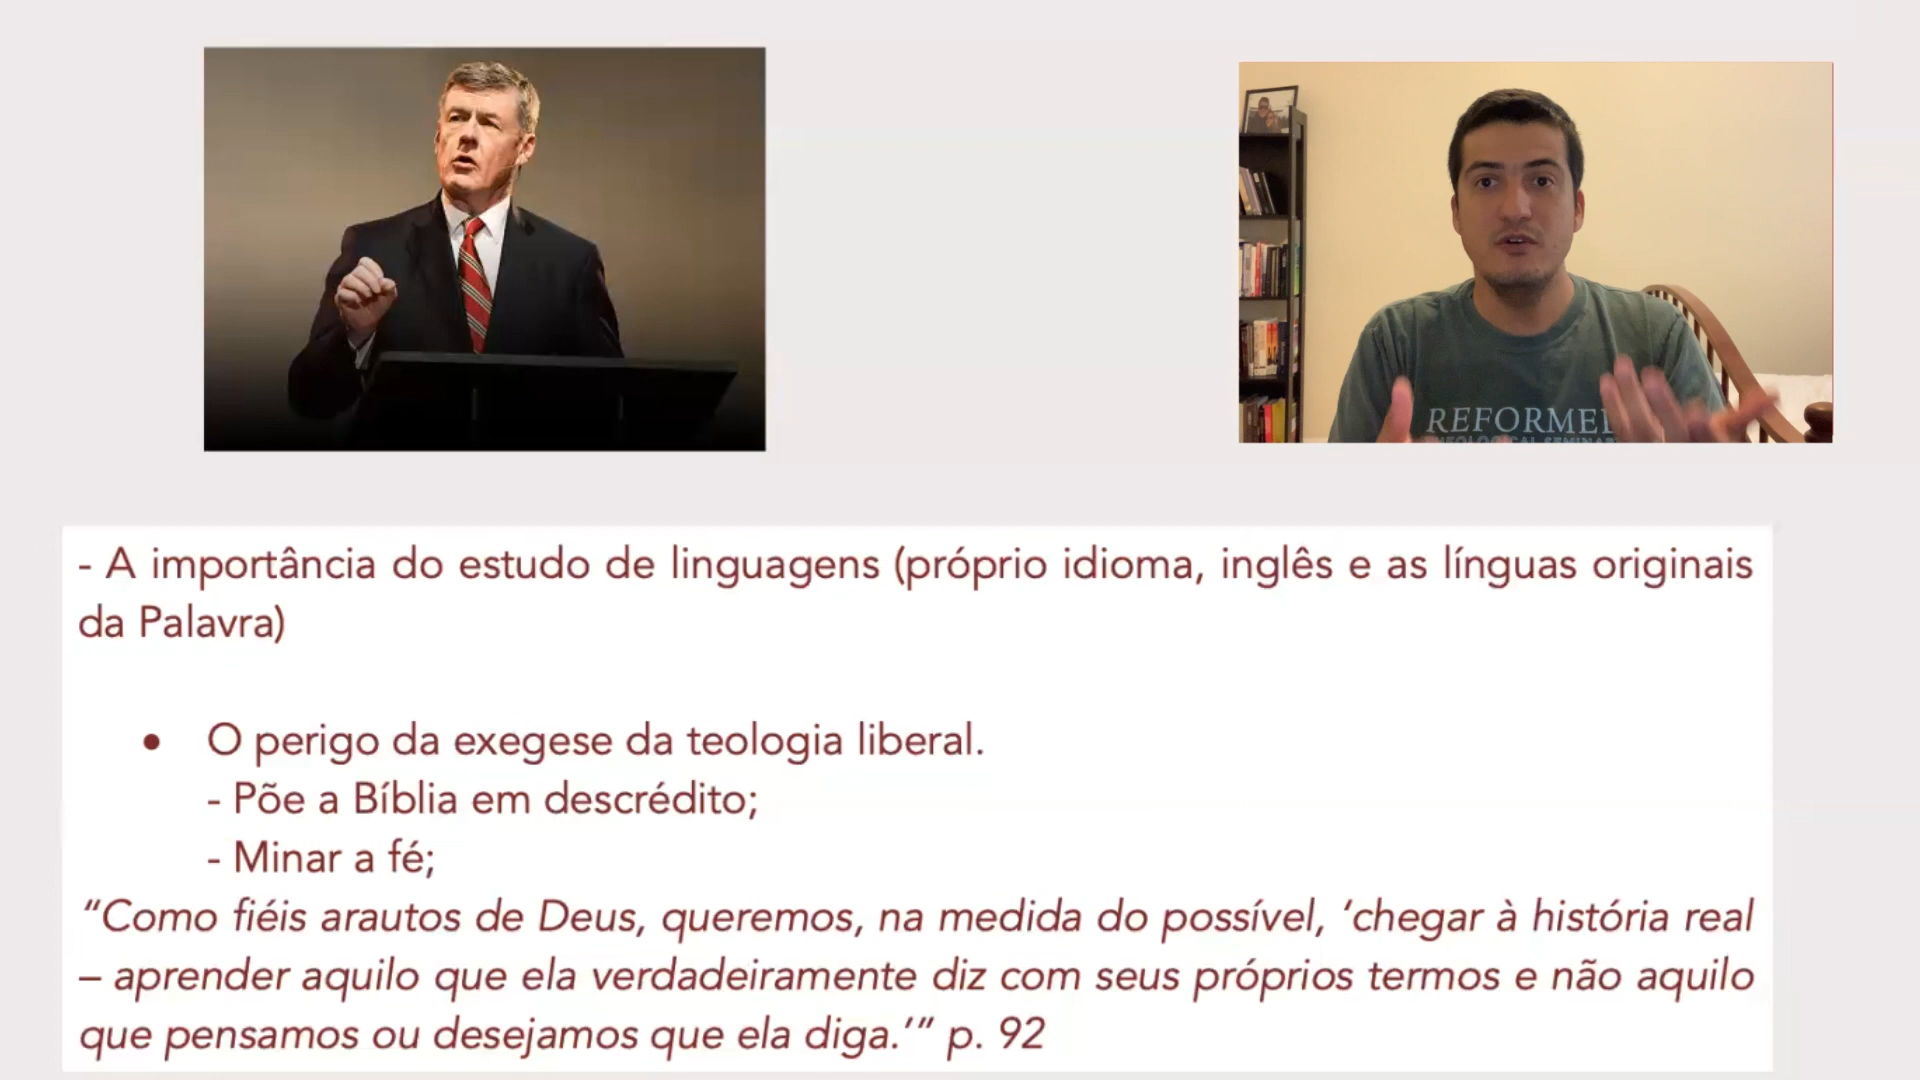 REFORME
- A importância do estudo de linguagens (próprio idioma, inglês e as línguas originais
da Palavra)
• O perigo da exegese da teologia liberal.
- Põe a Bíblia em descrédito;
- Minar a fé;
“Como fiéis arautos de Deus, queremos, na medida do possível, ‘chegar à história real
– aprender aquilo que ela verdadeiramente diz com seus próprios termos e não aquilo
que pensamos ou desejamos que ela diga.’” p. 92